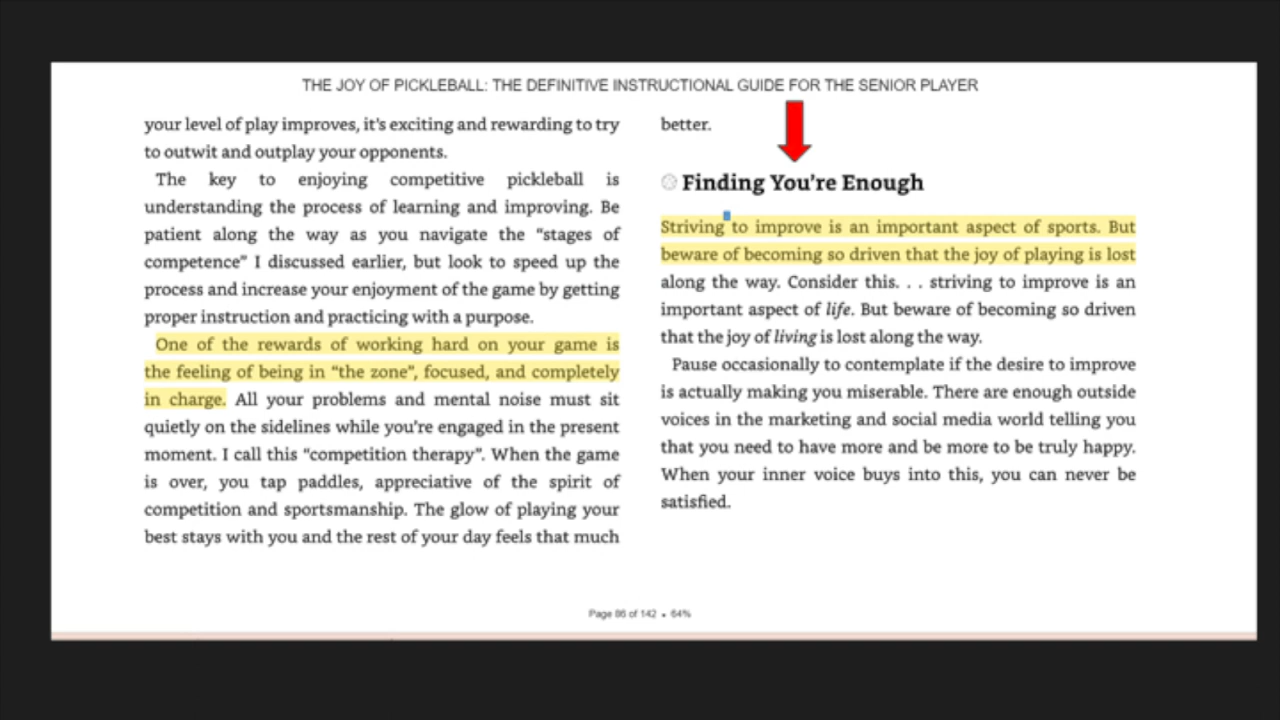 THE JOY OF PICKLEBALL: THE DEFINITIVE INSTRUCTIONAL GUIDE FOR THE SENIOR PLAYER
your level of play improves, it's exciting and rewarding to try
to outwit and outplay your opponents.
The key to enjoying competitive pickleball is
understanding the process of learning and improving. Be
patient along the way as you navigate the “stages of
competence” I discussed earlier, but look to speed up the
process and increase your enjoyment of the game by getting
proper instruction and practicing with a purpose.
One of the rewards of working hard on your game is
the feeling of being in “the zone”, focused, and completely
in charge. All your problems and mental noise must sit
quietly on the sidelines while you're engaged in the present
moment. I call this “competition therapy”. When the game
is over, you tap paddles, appreciative of the spirit of
competition and sportsmanship. The glow of playing your
best stays with you and the rest of your day feels that much
better.
Finding You're Enough
Striving to improve is an important aspect of sports. But
beware of becoming so driven that the joy of playing is lost
along the way. Consider this. . . striving to improve is an
important aspect of life. But beware of becoming so driven
that the joy of living is lost along the way.
Pause occasionally to contemplate if the desire to improve
is actually making you miserable. There are enough outside
voices in the marketing and social media world telling you
that you need to have more and be more to be truly happy.
When your inner voice buys into this, you can never be
satisfied.
Page 86 of 142 • 64%